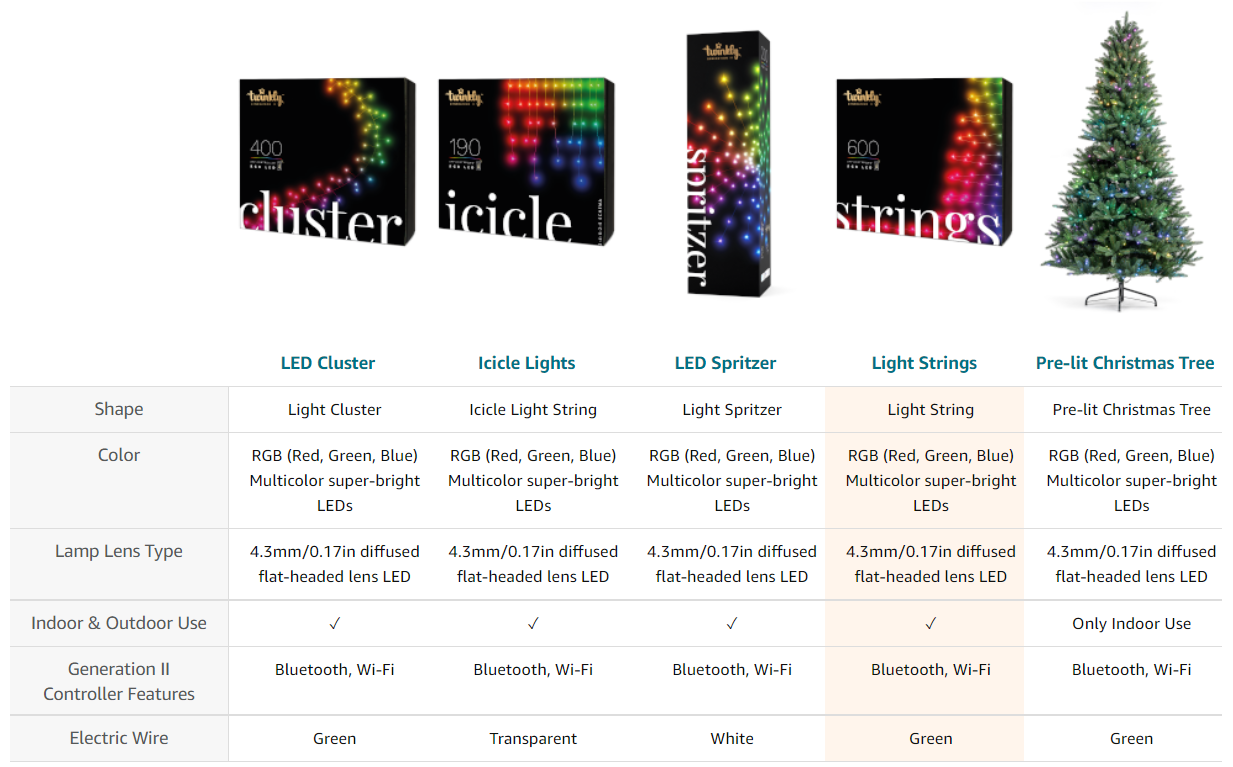 twinkly
400
RGB LED
cluster
twinkly
190
RGB LED
icicle
twinkly
spritzer
twinkly
600
RGB LED
strings
LED Cluster Icicle Lights LED Spritzer Light Strings Pre-lit Christmas Tree
Shape Light Cluster Icicle Light String Light Spritzer Light String Pre-lit Christmas Tree
Color RGB (Red, Green, Blue) RGB (Red, Green, Blue) RGB (Red, Green, Blue) RGB (Red, Green, Blue) RGB (Red, Green, Blue)
Multicolor super-bright Multicolor super-bright Multicolor super-bright Multicolor super-bright Multicolor super-bright
LEDs LEDs LEDs LEDs LEDs
Lamp Lens Type 4.3mm/0.17in diffused 4.3mm/0.17in diffused 4.3mm/0.17in diffused 4.3mm/0.17in diffused 4.3mm/0.17in diffused
flat-headed lens LED flat-headed lens LED flat-headed lens LED flat-headed lens LED flat-headed lens LED
Indoor & Outdoor Use ✓ ✓ ✓ ✓ Only Indoor Use
Generation II Bluetooth, Wi-Fi Bluetooth, Wi-Fi Bluetooth, Wi-Fi Bluetooth, Wi-Fi Bluetooth, Wi-Fi
Controller Features
Electric Wire Green Transparent White Green Green